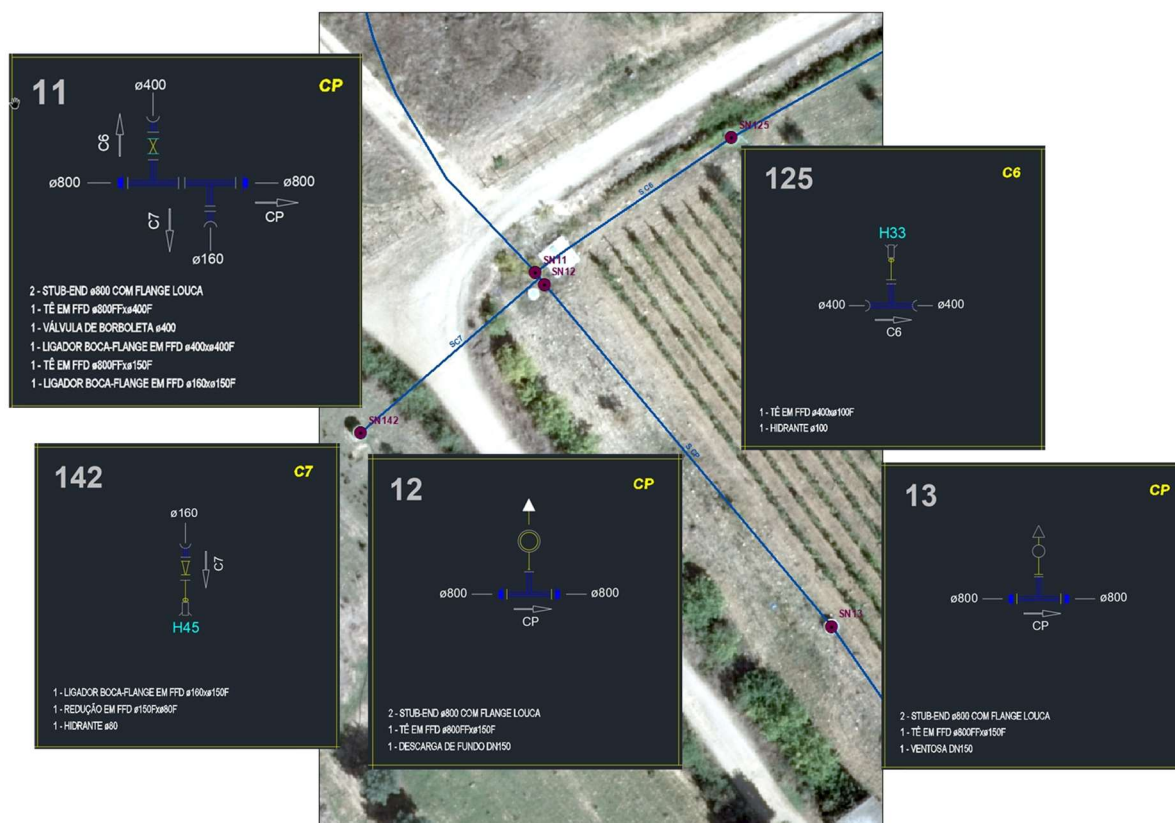 11
CP
ø400
C6
ø800
ø800
C7
CP
ø160
2 - STUB-END ø800 COM FLANGE LOUCA
1 - TÊ EM FFD ø800FFxø400F
1 - VÁLVULA DE BORBOLETA ø400
1 - LIGADOR BOCA-FLANGE EM FFD ø400xø400F
1 - TÊ EM FFD ø800FFxø150F
1 - LIGADOR BOCA-FLANGE EM FFD ø160xø150F
SN125
S C6
SN11
SN12
SC7
SN142
S CP
SN13
125
C6
H33
ø400
ø400
C6
1 - TÊ EM FFD ø400xø100F
1 - HIDRANTE ø100
142
C7
ø160
C7
H45
1 - LIGADOR BOCA-FLANGE EM FFD ø160xø150F
1 - REDUÇÃO EM FFD ø150Fxø80F
1 - HIDRANTE ø80
12
CP
ø800
ø800
CP
2 - STUB-END ø800 COM FLANGE LOUCA
1 - TÊ EM FFD ø800FFxø150F
1 - DESCARGA DE FUNDO DN150
13
CP
ø800
ø800
CP
2 - STUB-END ø800 COM FLANGE LOUCA
1 - TÊ EM FFD ø800FFxø150F
1 - VENTOSA DN150